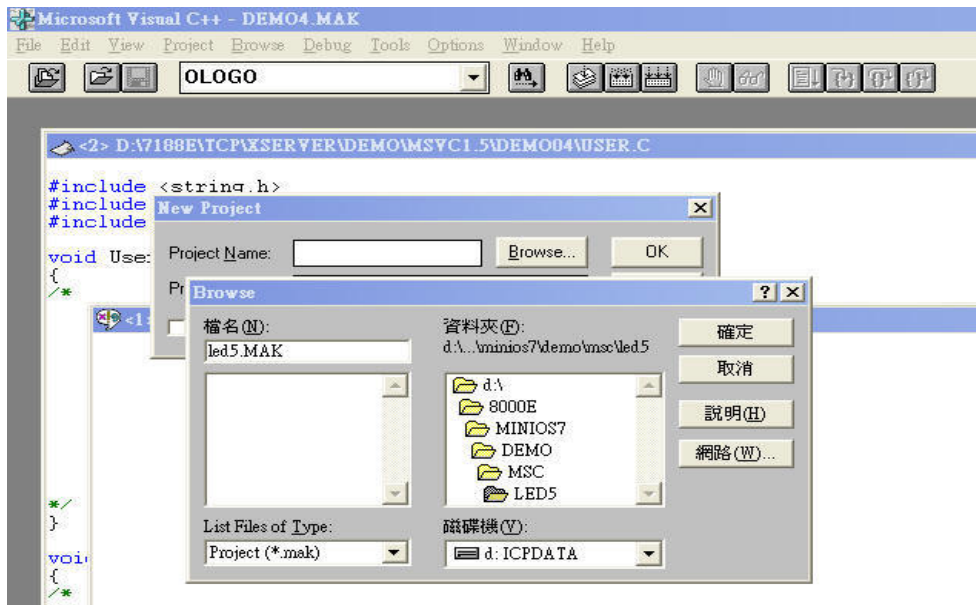 Microsoft Visual C++ - DEMO4.MAK
File Edit View Project Browse Debug Tools Options Window Help
OLOGO
<2> D:\7188E\TCP\XSERVER\DEMO\MSVC1.5\DEMO04\USER.C
#include <string.h>
#include
#include
New Project
void User
Project Name:
Browse...
OK
{
/*
Browse
<1>
檔名(N):
led5.MAK
資料夾(F):
d:\...\minios7\demo\msc\led5
確定
取消
d:\
8000E
MINIOS7
DEMO
MSC
LED5
說明(H)
網路(W)...
*/
}
List Files of Type:
Project (*.mak)
磁碟機(V):
d: ICPDATA
void
{
/*